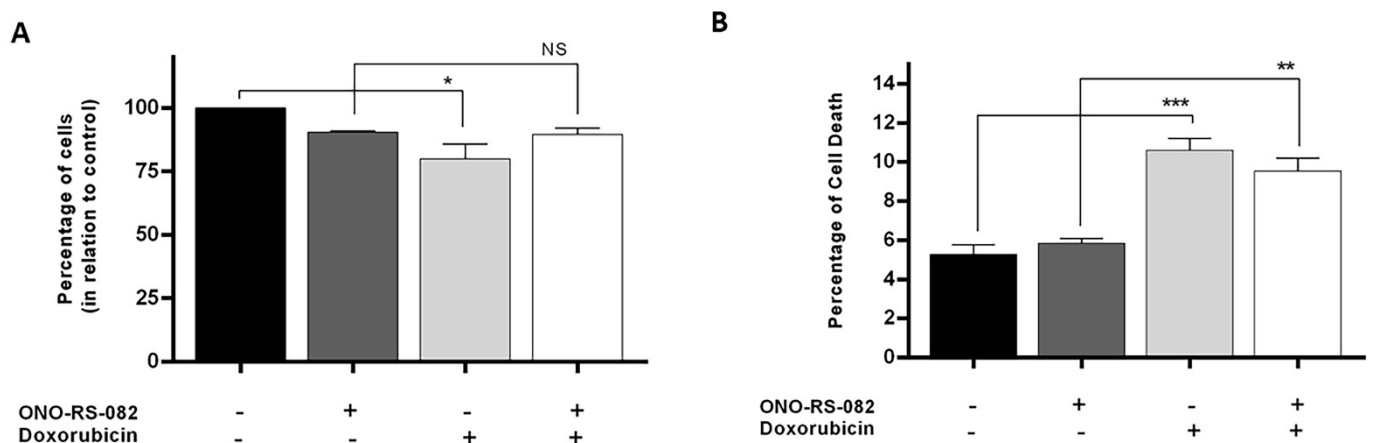 A
Percentage of cells
(in relation to control)
100
75
50
25
0
*
NS
ONO-RS-082 - + - +
Doxorubicin - - + +
B
Percentage of Cell Death
14
12
10
8
6
4
2
0
***
**
ONO-RS-082 - + - +
Doxorubicin - - + +